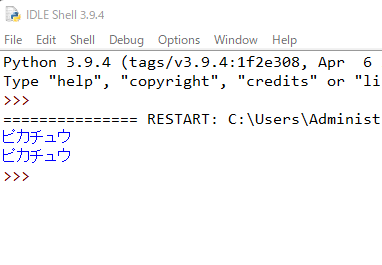 IDLE Shell 3.9.4
File Edit Shell Debug Options Window Help
Python 3.9.4 (tags/v3.9.4:1f2e308, Apr 6
Type "help", "copyright", "credits" or "li
>>>
=============== RESTART: C:\Users\Administ
ピカチュウ
ピカチュウ
>>>